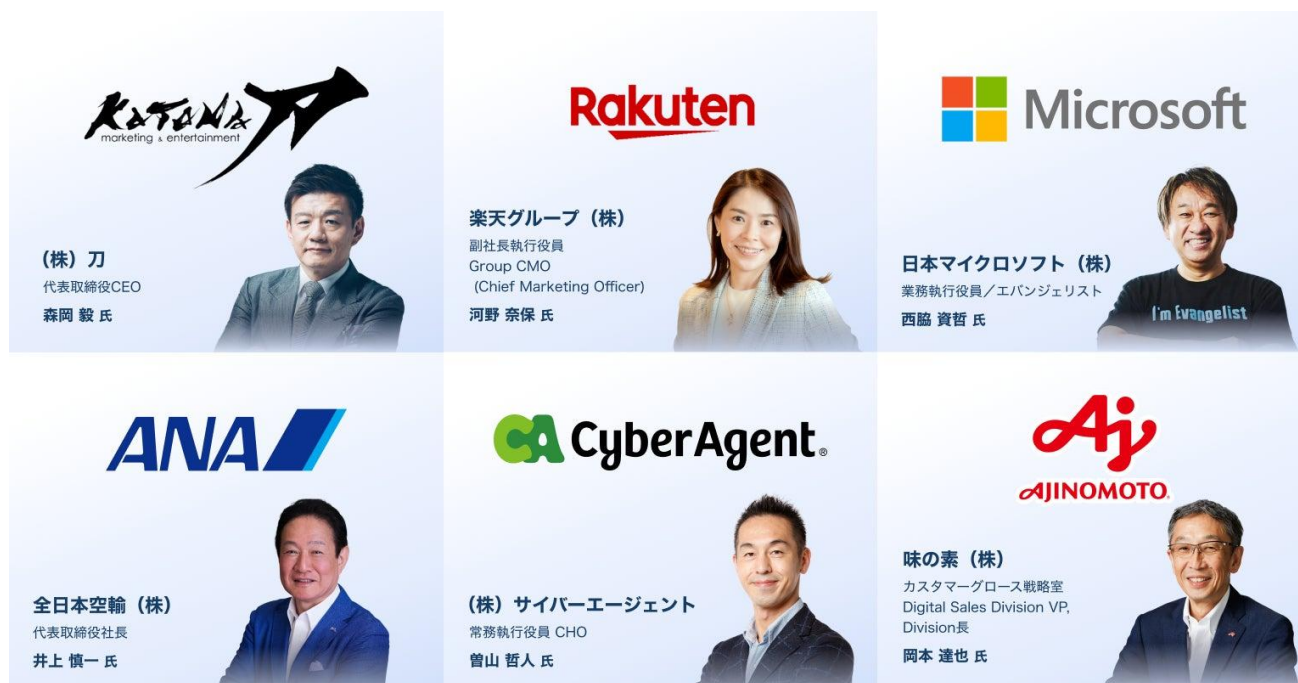 KATANA 刀
marketing & entertainment
(株) 刀
代表取締役CEO
森岡 毅 氏
Rakuten
楽天グループ (株)
副社長執行役員
Group CMO
(Chief Marketing Officer)
河野 奈保 氏
Microsoft
日本マイクロソフト (株)
業務執行役員/エバンジェリスト
西脇 資哲 氏
I'm Evangelist
ANA
全日本空輸 (株)
代表取締役社長
井上 慎一 氏
CA CyberAgent®
(株) サイバーエージェント
常務執行役員 CHO
曽山 哲人 氏
Aj
AJINOMOTO
味の素 (株)
カスタマーグロース戦略室
Digital Sales Division VP,
Division長
岡本 達也 氏